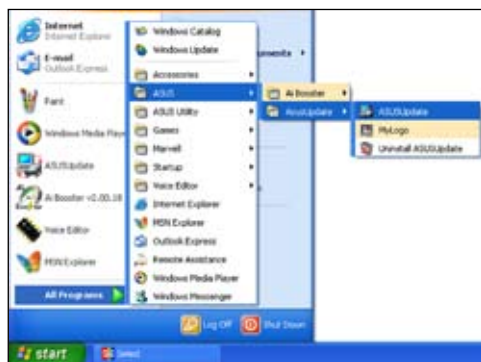 Internet
Internet Explorer
E-mail
Outlook Express
Paint
Windows Media Play
ASUSUpdate
Ai Booster v2.00.18
Voice Editor
MSN Explorer
All Programs
Windows Catalog
Windows Update
Accessories
ASUS
ASUS Utility
Games
Marvell
Startup
Voice Editor
Internet Explorer
MSN Explorer
Outlook Express
Remote Assistance
Windows Media Player
Windows Messenger
uments
Ai Booster
AsusUpdate
ASUSUpdate
MyLogo
Uninstall ASUSUpdate
Log Off
Shut Down
start